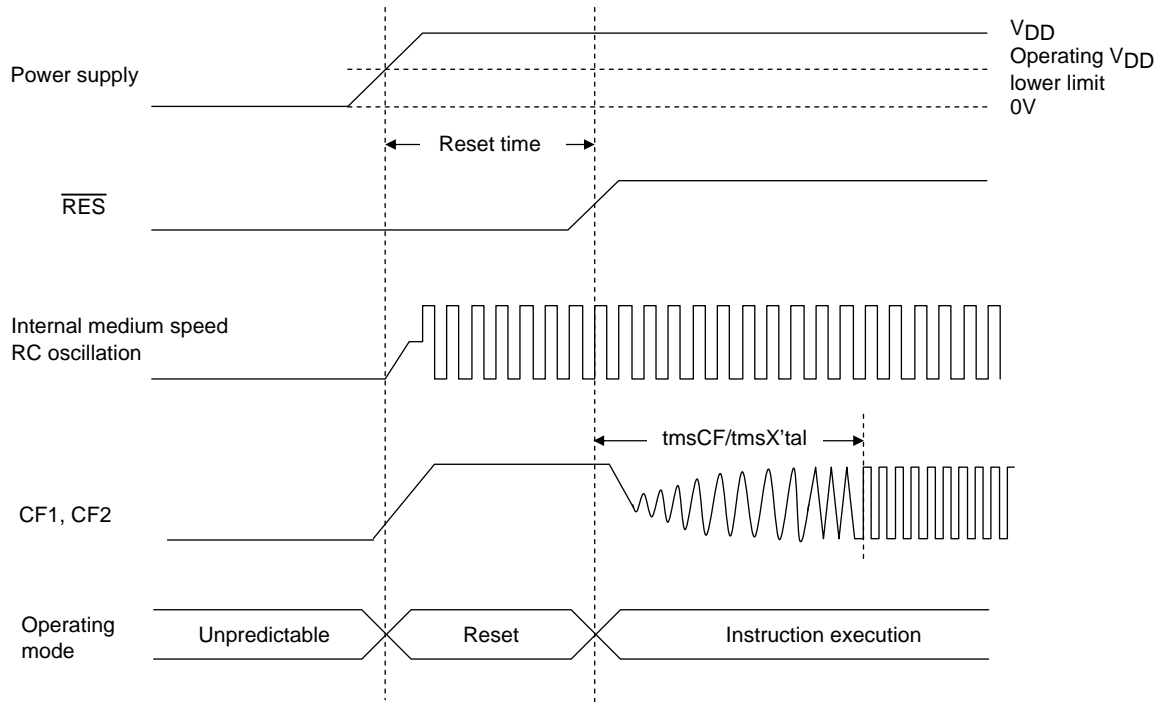 VDD
Operating VDD
lower limit
0V
Power supply
Reset time
RES
Internal medium speed
RC oscillation
tmsCF/tmsX'tal
CF1, CF2
Operating
mode
Unpredictable
Reset
Instruction execution